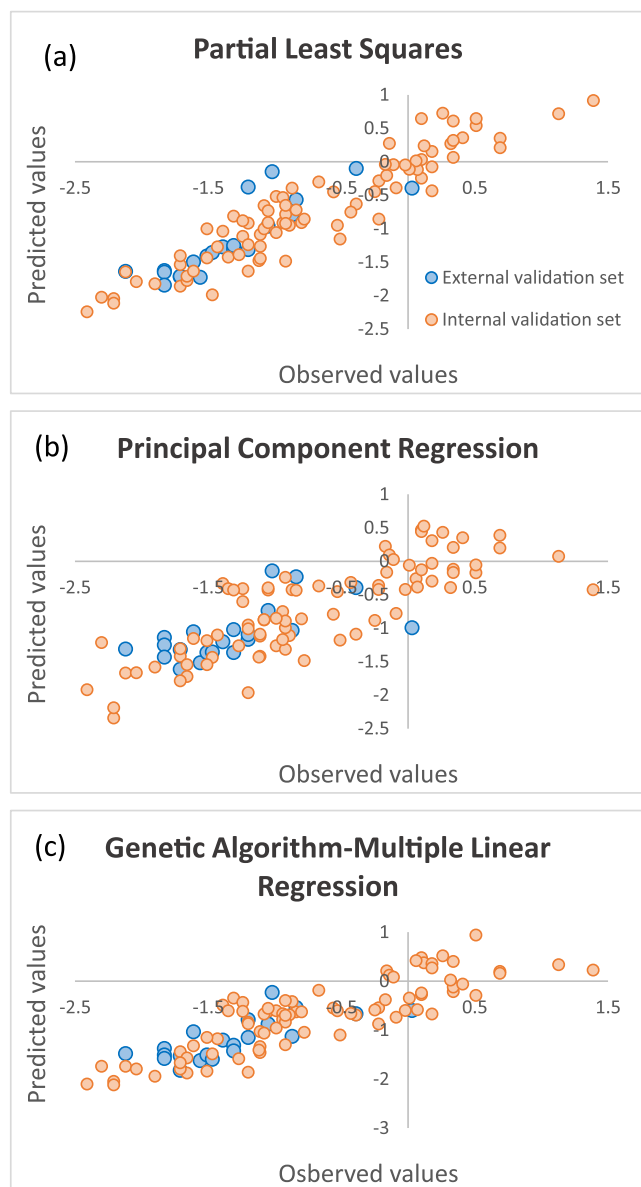 (a)
Partial Least Squares
Predicted values
1
0.5
0
-2.5 -1.5 -0.5 0.5 1.5
-0.5
-1
-1.5
-2
-2.5
External validation set
Internal validation set
Observed values
(b)
Principal Component Regression
Predicted values
1
0.5
0
-2.5 -1.5 -0.5 0.5 1.5
-0.5
-1
-1.5
-2
-2.5
Observed values
(c)
Genetic Algorithm-Multiple Linear
Regression
Predicted values
1
0
-2.5 -1.5 -0.5 0.5 1.5
-1
-2
-3
Osberved values